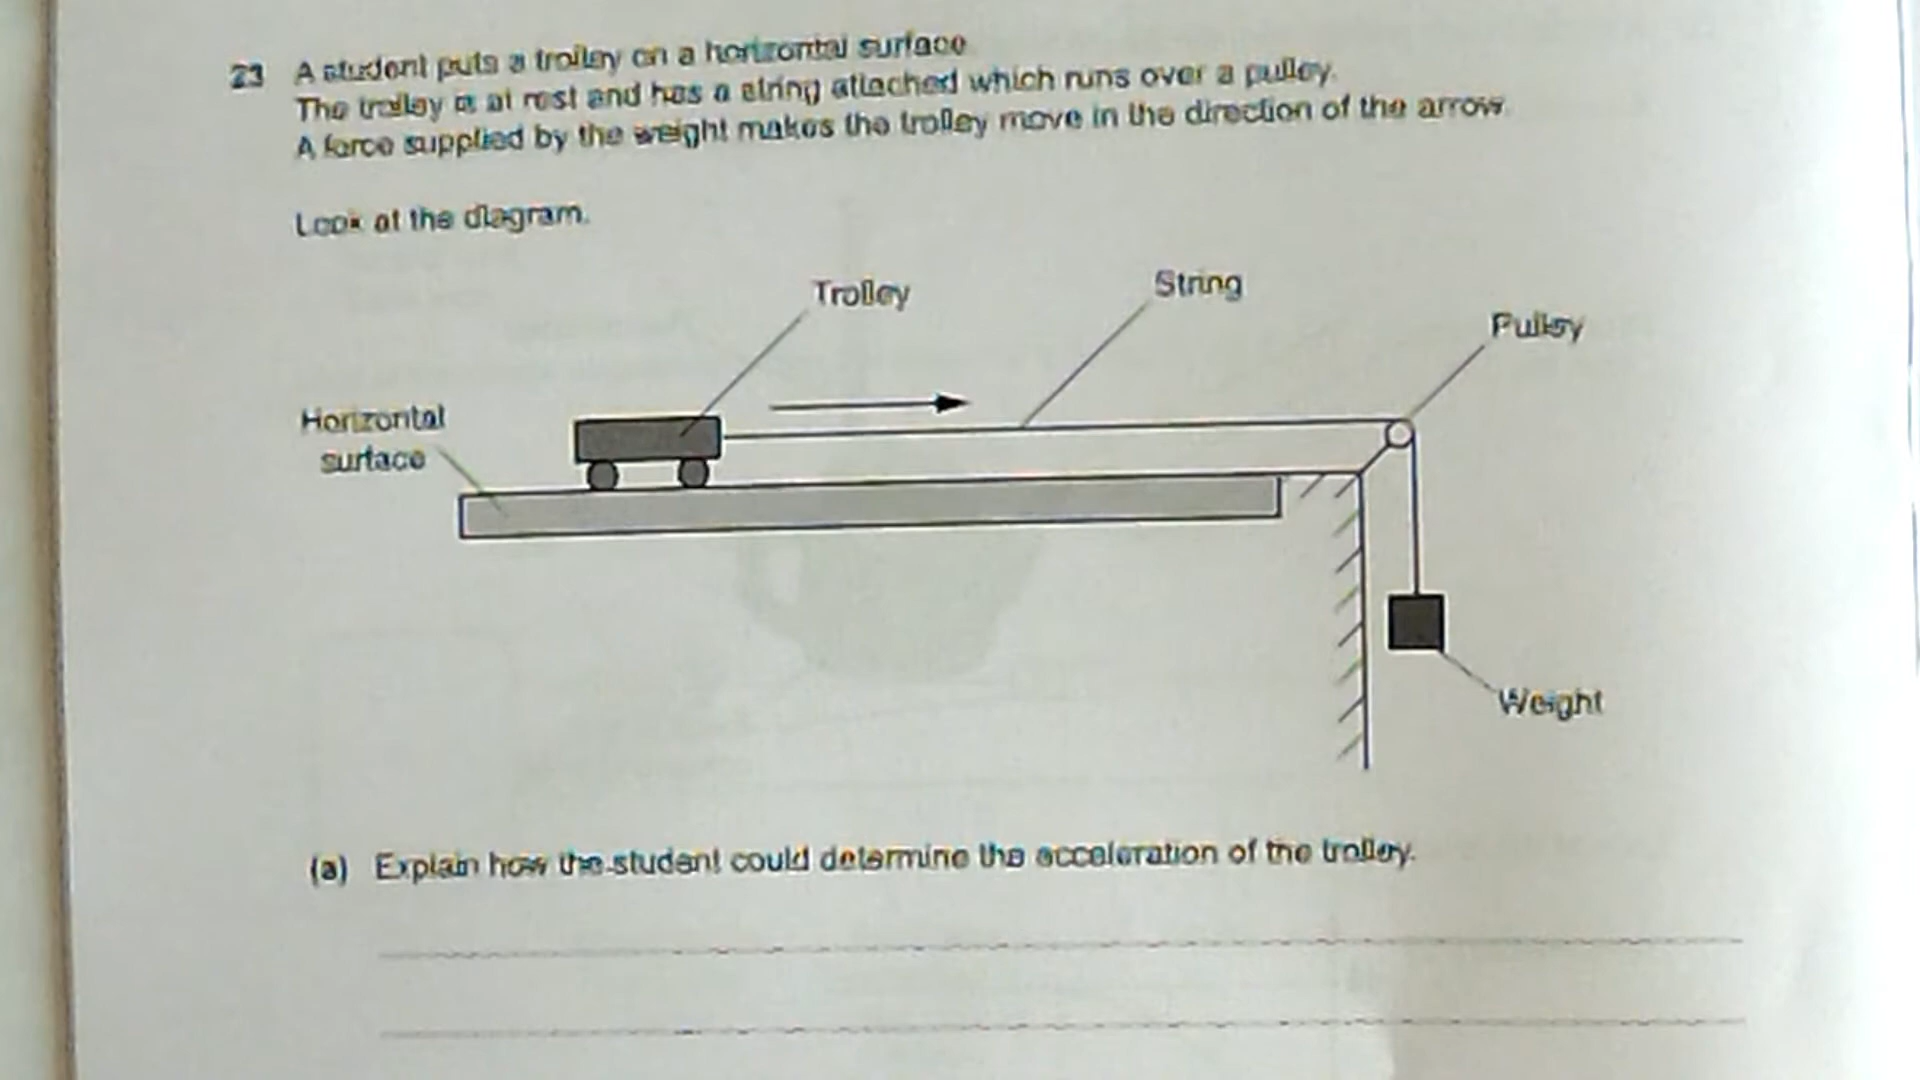 23 A student puts a trolley on a horizontal surface.
The trolley is at rest and has a string attached which runs over a pulley.
A force supplied by the weight makes the trolley move in the direction of the arrow.
Look at the diagram.
Trolley
String
Pulley
Horizontal
surface
Weight
(a) Explain how the student could determine the acceleration of the trolley.